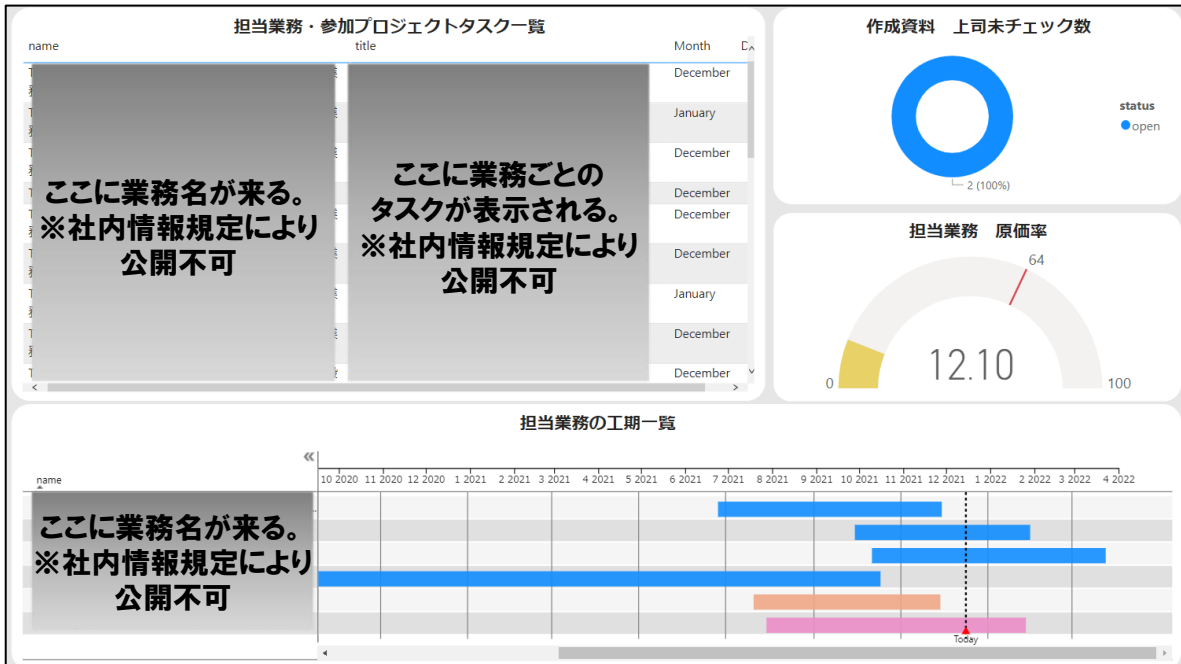 担当業務・参加プロジェクトタスク一覧
name title Month
December
January
December
December
December
December
January
December
December
ここに業務名が来る。
※社内情報規定により
公開不可
ここに業務ごとの
タスクが表示される。
※社内情報規定により
公開不可
作成資料　上司未チェック数
status
open
2 (100%)
担当業務　原価率
64
12.10
0
100
担当業務の工期一覧
name
10 2020 11 2020 12 2020 1 2021 2 2021 3 2021 4 2021 5 2021 6 2021 7 2021 8 2021 9 2021 10 2021 11 2021 12 2021 1 2022 2 2022 3 2022 4 2022
ここに業務名が来る。
※社内情報規定により
公開不可
Today